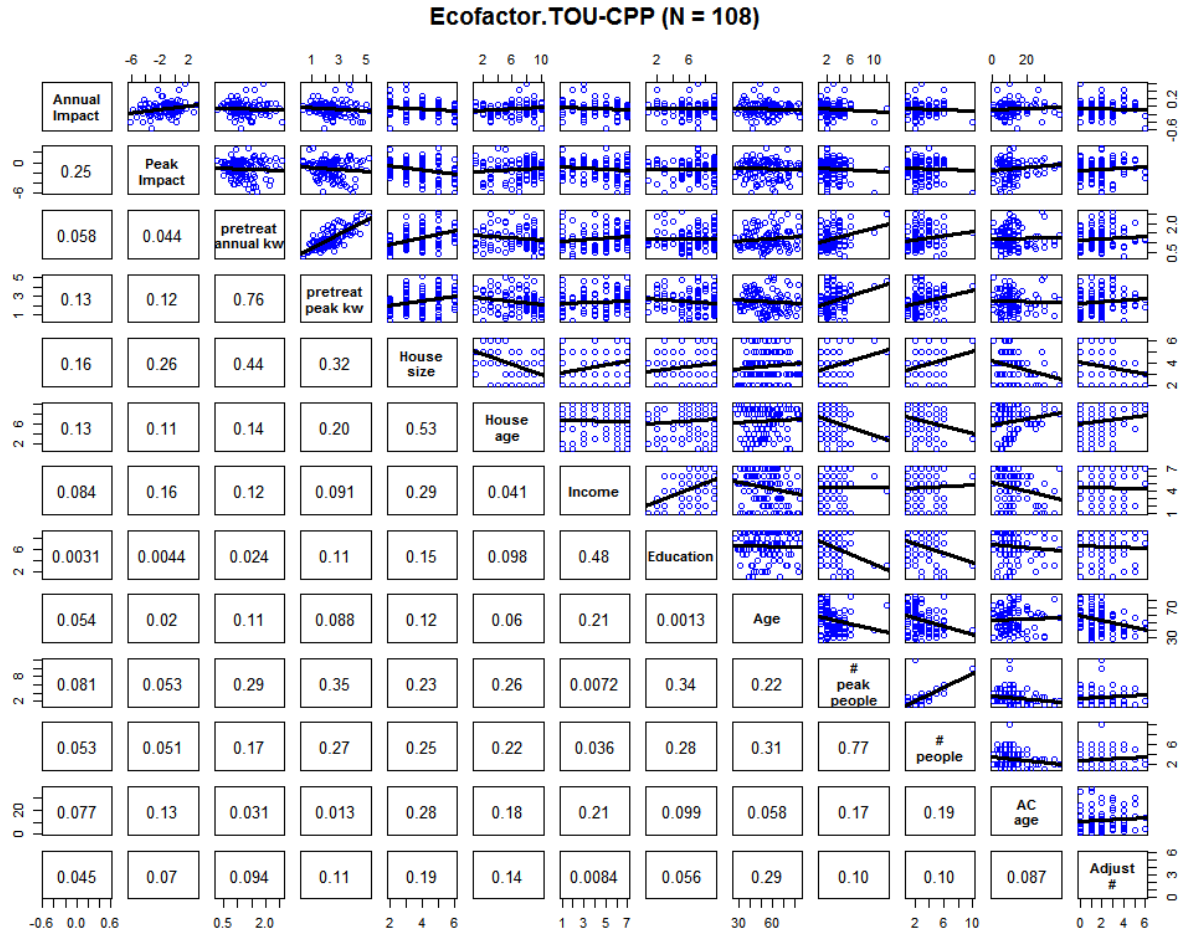 Ecofactor.TOU-CPP (N = 108)
-6 -2 2 1 3 5 2 6 10 2 6 2 6 10 0 20
Annual
Impact
0.2
-0.6
0
-6
0.25
Peak
Impact
0.058 0.044
pretreat
annual kw
2.0
0.5
5
3
1
0.13 0.12 0.76
pretreat
peak kw
0.16 0.26 0.44 0.32
House
size
6
4
2
6
2
0.13 0.11 0.14 0.20 0.53
House
age
0.084 0.16 0.12 0.091 0.29 0.041 Income
7
4
1
6
2
0.0031 0.0044 0.024 0.11 0.15 0.098 0.48 Education
0.054 0.02 0.11 0.088 0.12 0.06 0.21 0.0013 Age
70
30
8
2
0.081 0.053 0.29 0.35 0.23 0.26 0.0072 0.34 0.22
#
peak
people
0.053 0.051 0.17 0.27 0.25 0.22 0.036 0.28 0.31 0.77
#
people
6
2
20
0
0.077 0.13 0.031 0.013 0.28 0.18 0.21 0.099 0.058 0.17 0.19
AC
age
0.045 0.07 0.094 0.11 0.19 0.14 0.0084 0.056 0.29 0.10 0.10 0.087
Adjust
#
6
3
0
-0.6 0.0 0.6 0.5 2.0 2 4 6 1 3 5 7 30 60 2 6 10 0 2 4 6